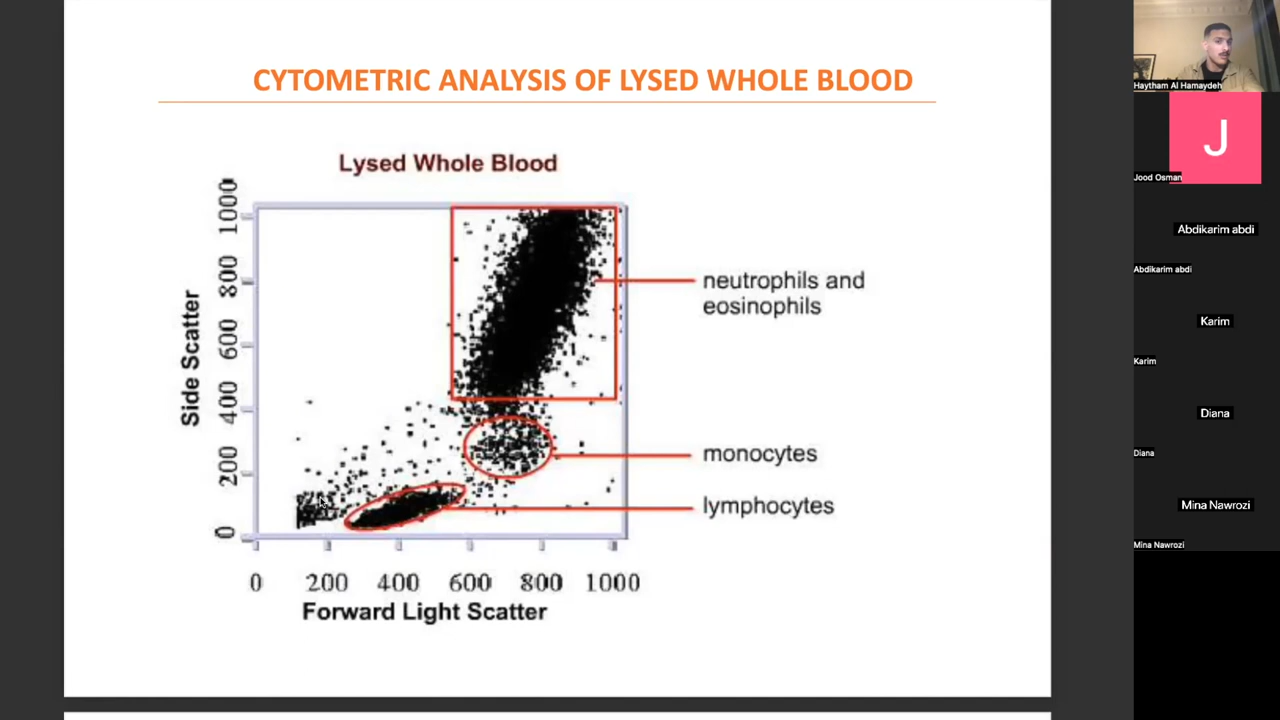 CYTOMETRIC ANALYSIS OF LYSED WHOLE BLOOD
Lysed Whole Blood
Side Scatter
1000
800
600
400
200
0
neutrophils and
eosinophils
monocytes
lymphocytes
0 200 400 600 800 1000
Forward Light Scatter
Haytham Al Hamaydeh
J
Jood Osman
Abdikarim abdi
Abdikarim abdi
Karim
Karim
Diana
Diana
Mina Nawrozi
Mina Nawrozi